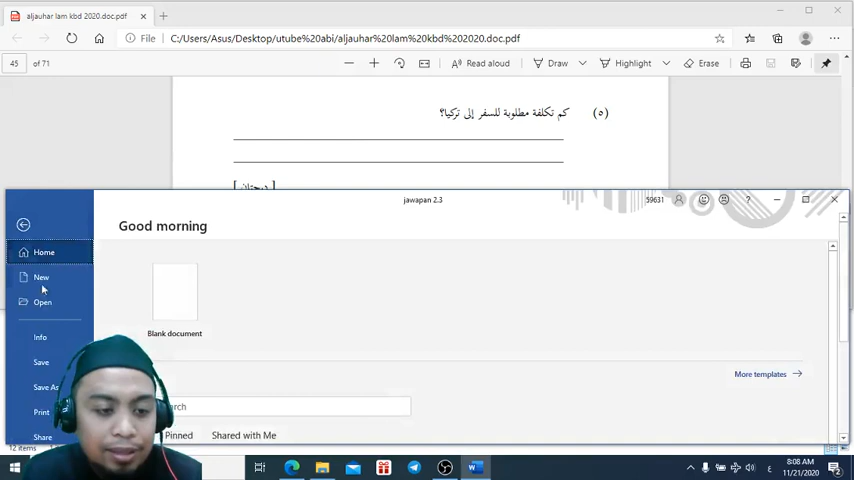 aljauhar lam kbd 2020.doc.pdf
File
C:/Users/Asus/Desktop/utube%20abi/aljauhar%20lam%20kbd%202020.doc.pdf
45 of 71
Read aloud
Draw
Highlight
Erase
(٥) كم تكلفة مطلوبة للسفر إلى تركيا؟
[درجتان]
jawapan 2.3
59631
Good morning
Home
New
Open
Info
Save
Save As
Print
Share
Blank document
More templates
Pinned
Shared with Me
12 items
8:08 AM
11/21/2020